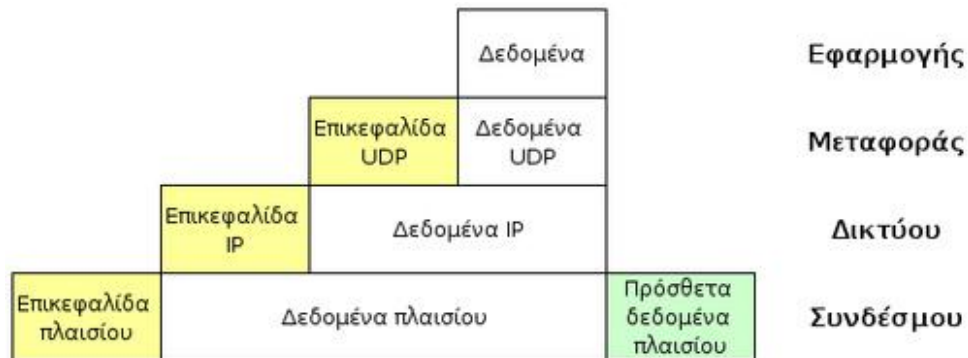 Δεδομένα
Εφαρμογής
Επικεφαλίδα
UDP
Δεδομένα
UDP
Μεταφοράς
Επικεφαλίδα
IP
Δεδομένα IP
Δικτύου
Επικεφαλίδα
πλαισίου
Δεδομένα πλαισίου
Πρόσθετα
δεδομένα
πλαισίου
Συνδέσμου